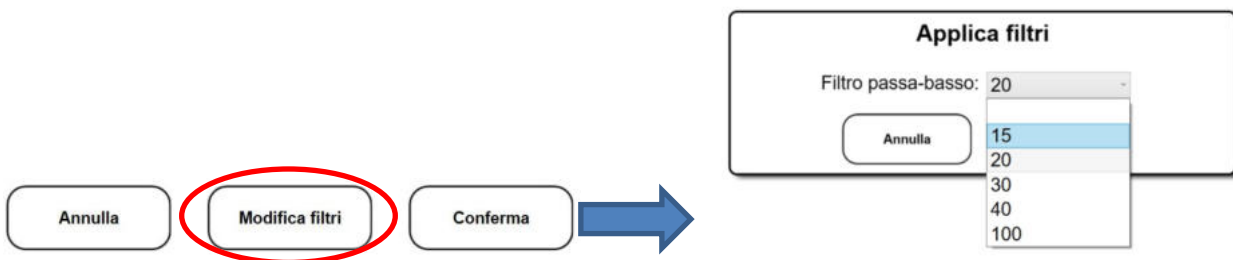 Applica filtri
Filtro passa-basso: 20
Annulla
15
20
30
40
100
Annulla Modifica filtri Conferma